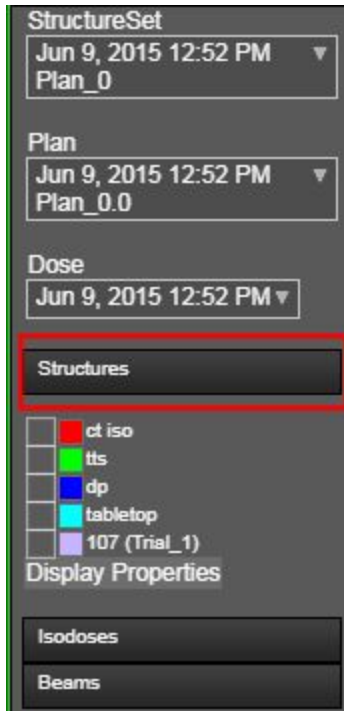 StructureSet
Jun 9, 2015 12:52 PM
Plan_0
Plan
Jun 9, 2015 12:52 PM
Plan_0.0
Dose
Jun 9, 2015 12:52 PM
Structures
ct iso
tts
dp
tabletop
107 (Trial_1)
Display Properties
Isodoses
Beams